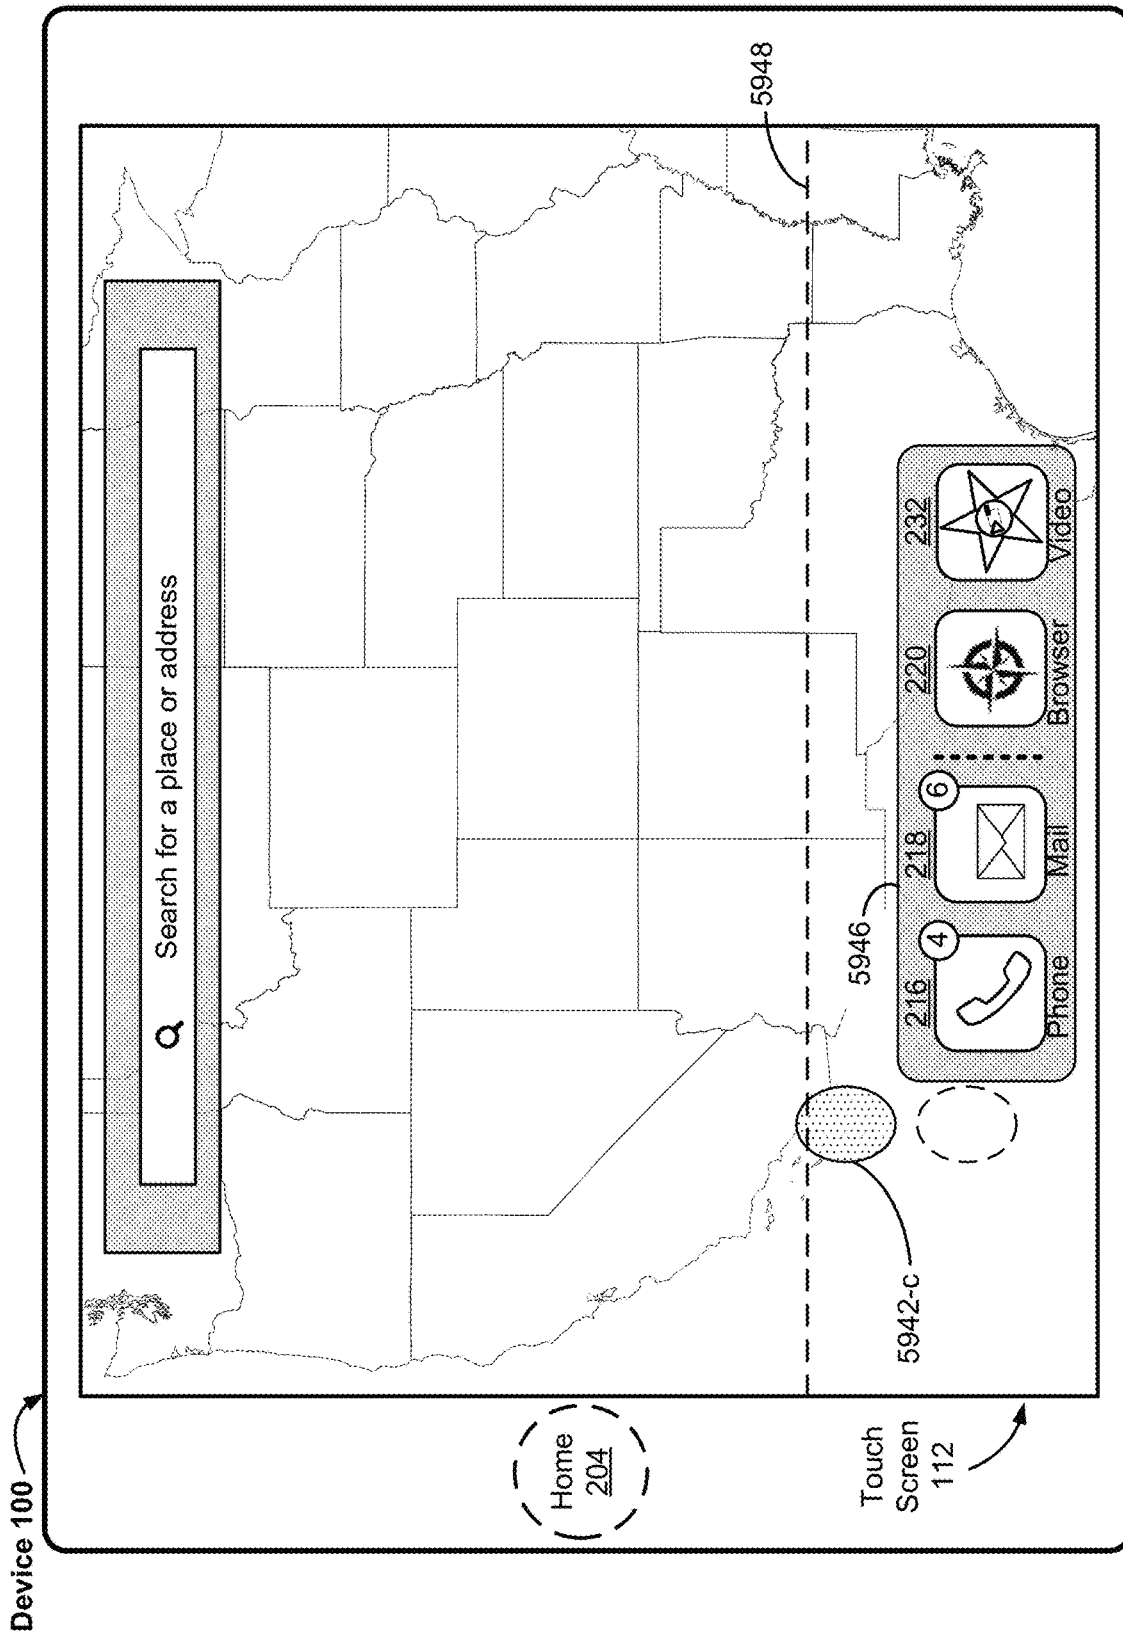 Device 100
Search for a place or address
5948
5946
216
218
220
232
4
6
Phone
Mail
Browser
Video
5942-c
Home
204
Touch
Screen
112